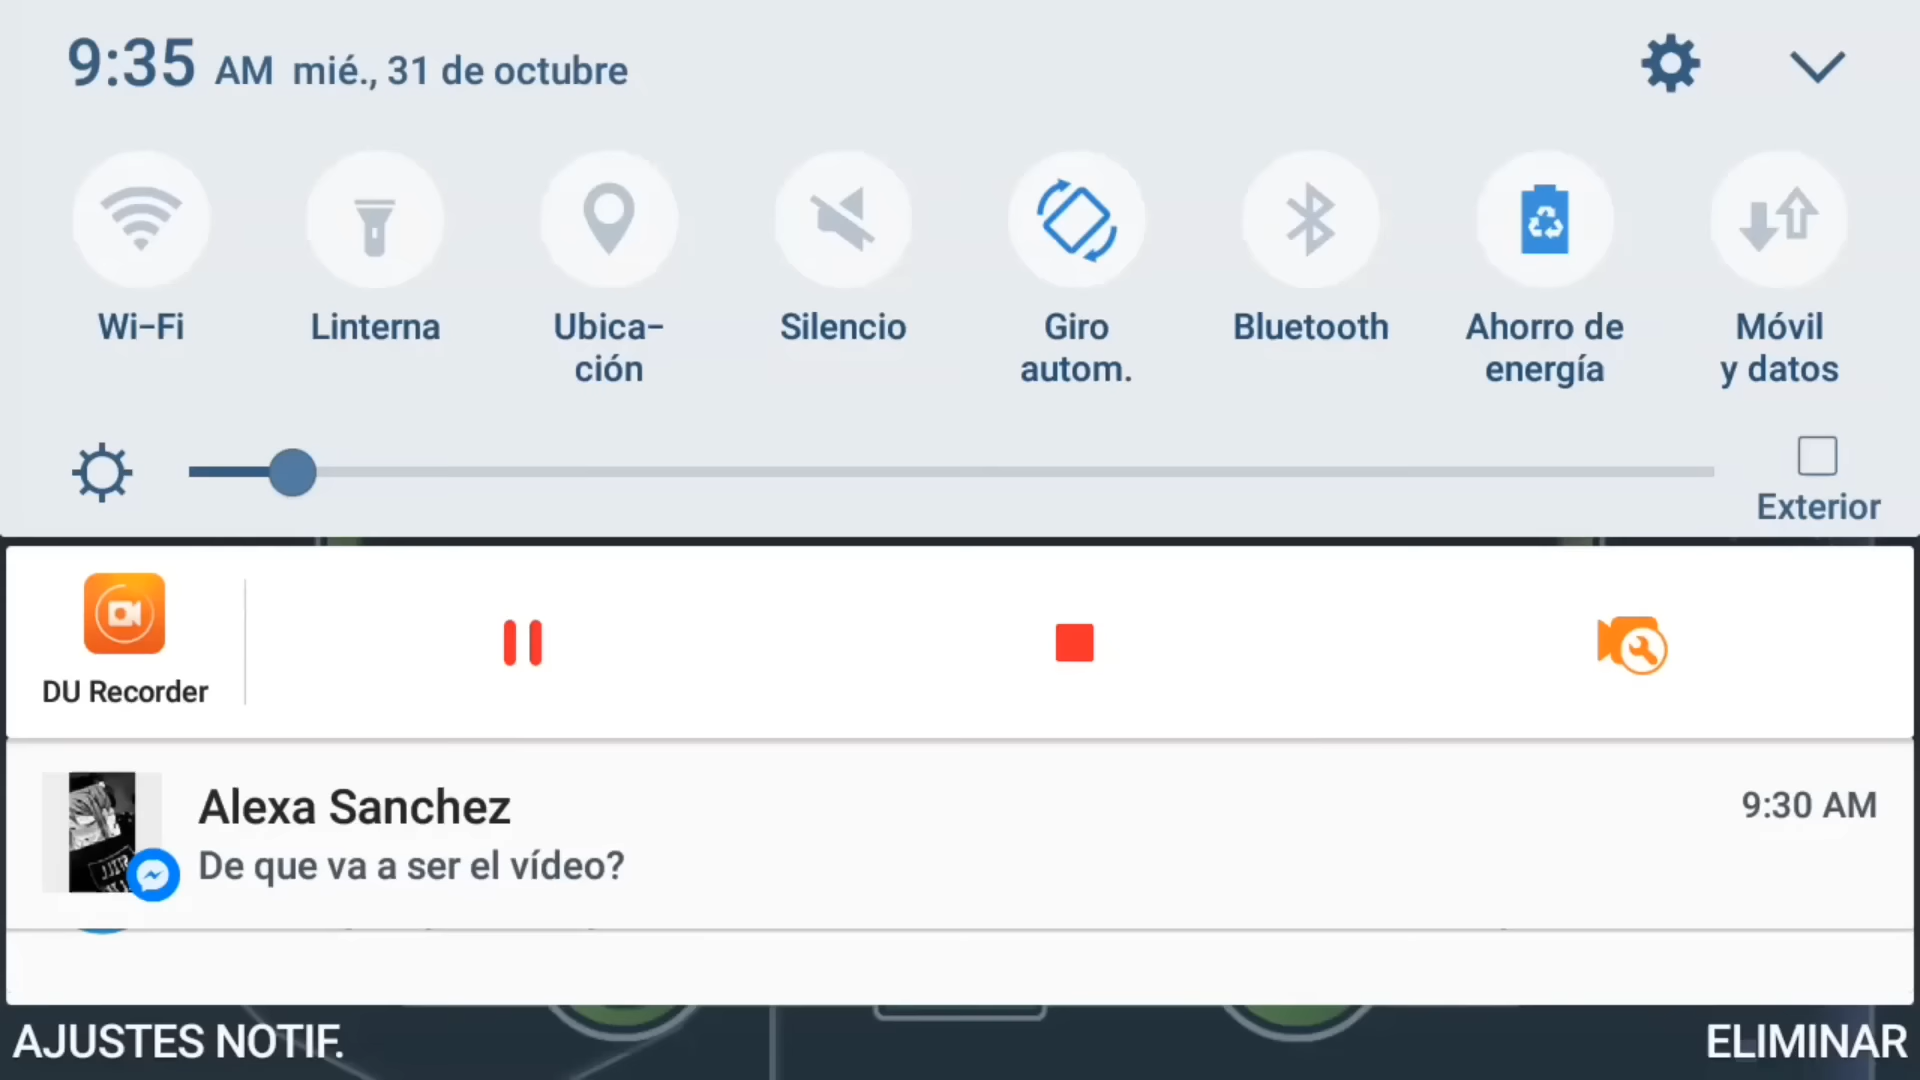 9:35 AM mié., 31 de octubre
Wi-Fi
Linterna
Ubica-
ción
Silencio
Giro
autom.
Bluetooth
Ahorro de
energía
Móvil
y datos
Exterior
DU Recorder
Alexa Sanchez
9:30 AM
De que va a ser el vídeo?
AJUSTES NOTIF.
ELIMINAR